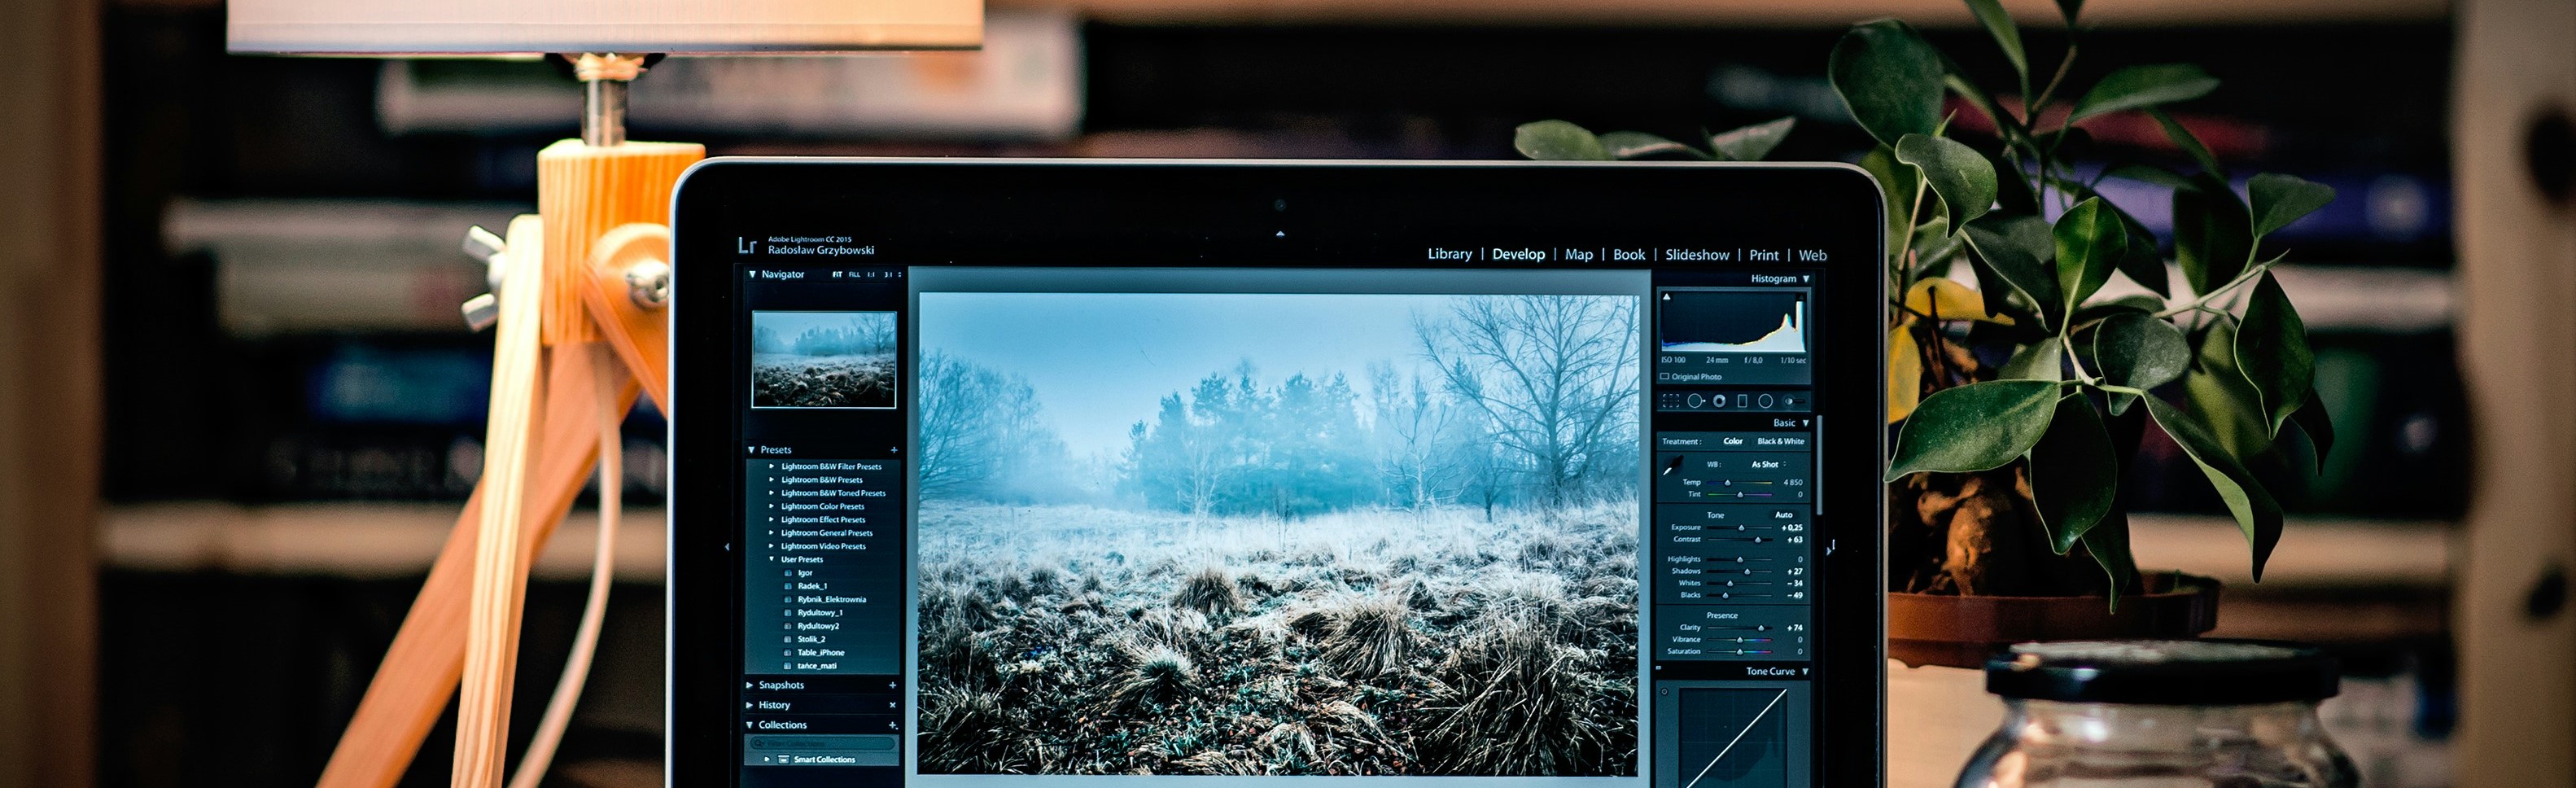 Lr
Adobe Lightroom CC 2015
Radosław Grzybowski
Library | Develop | Map | Book | Slideshow | Print | Web
Navigator FIT FILL 1:1 3:1
Presets +
Lightroom B&W Filter Presets
Lightroom B&W Presets
Lightroom B&W Toned Presets
Lightroom Color Presets
Lightroom Effect Presets
Lightroom General Presets
Lightroom Video Presets
User Presets
Igor
Radek_1
Rybnik_Elektrownia
Rydultowy_1
Rydultowy2
Stolik_2
Table_iPhone
tańce_mati
Snapshots +
History ×
Collections +
Smart Collections
Histogram
ISO 100 24 mm f / 8,0 1/10 sec
Original Photo
Basic
Treatment : Color Black & White
WB : As Shot
Temp 4 850
Tint 0
Tone Auto
Exposure + 0,25
Contrast + 63
Highlights 0
Shadows + 27
Whites - 34
Blacks - 49
Presence
Clarity + 74
Vibrance 0
Saturation 0
Tone Curve